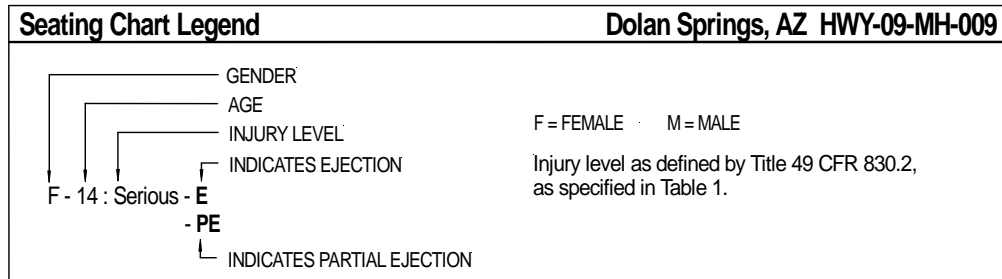 Seating Chart Legend Dolan Springs, AZ HWY-09-MH-009
GENDER
AGE
INJURY LEVEL
INDICATES EJECTION
F - 14 : Serious - E
- PE
INDICATES PARTIAL EJECTION
F = FEMALE M = MALE
Injury level as defined by Title 49 CFR 830.2,
as specified in Table 1.